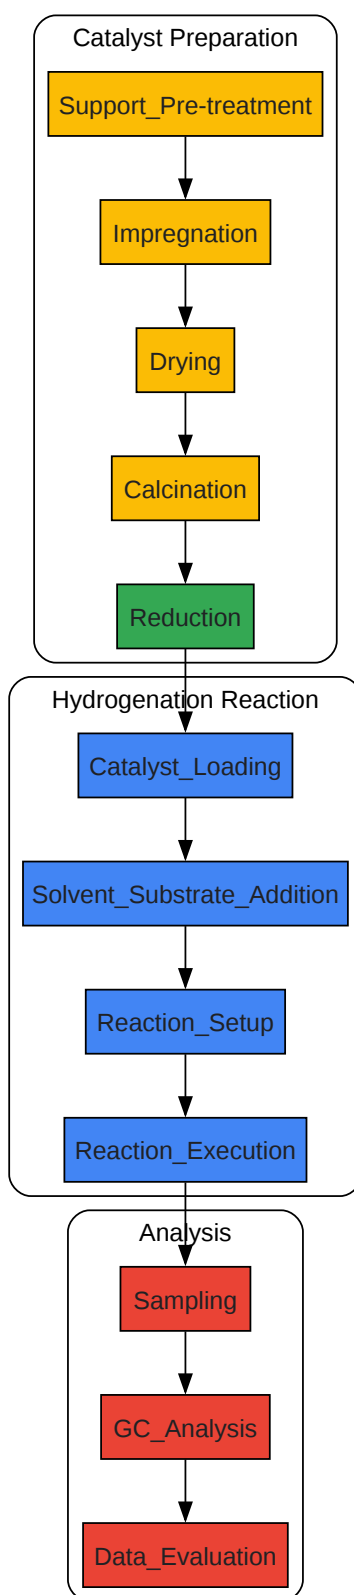 Catalyst Preparation
Support_Pre-treatment
Impregnation
Drying
Calcination
Reduction
Hydrogenation Reaction
Catalyst_Loading
Solvent_Substrate_Addition
Reaction_Setup
Reaction_Execution
Analysis
Sampling
GC_Analysis
Data_Evaluation